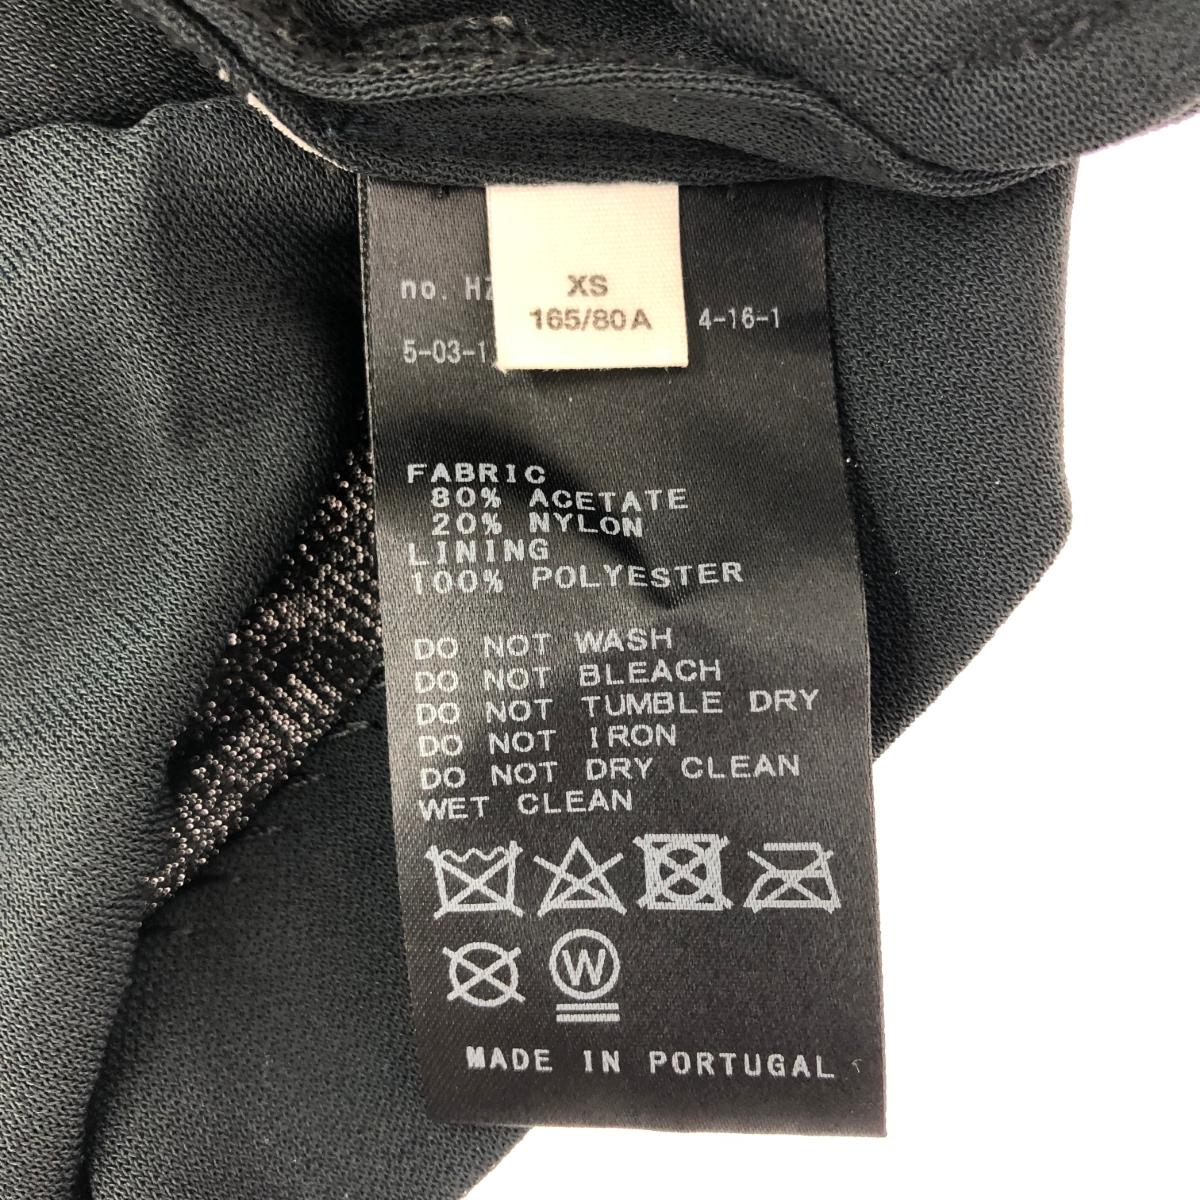 XS
165/80A
no. HZ
4-16-1
5-03-1
FABRIC
80% ACETATE
20% NYLON
LINING
100% POLYESTER
DO NOT WASH
DO NOT BLEACH
DO NOT TUMBLE DRY
DO NOT IRON
DO NOT DRY CLEAN
WET CLEAN
W
MADE IN PORTUGAL